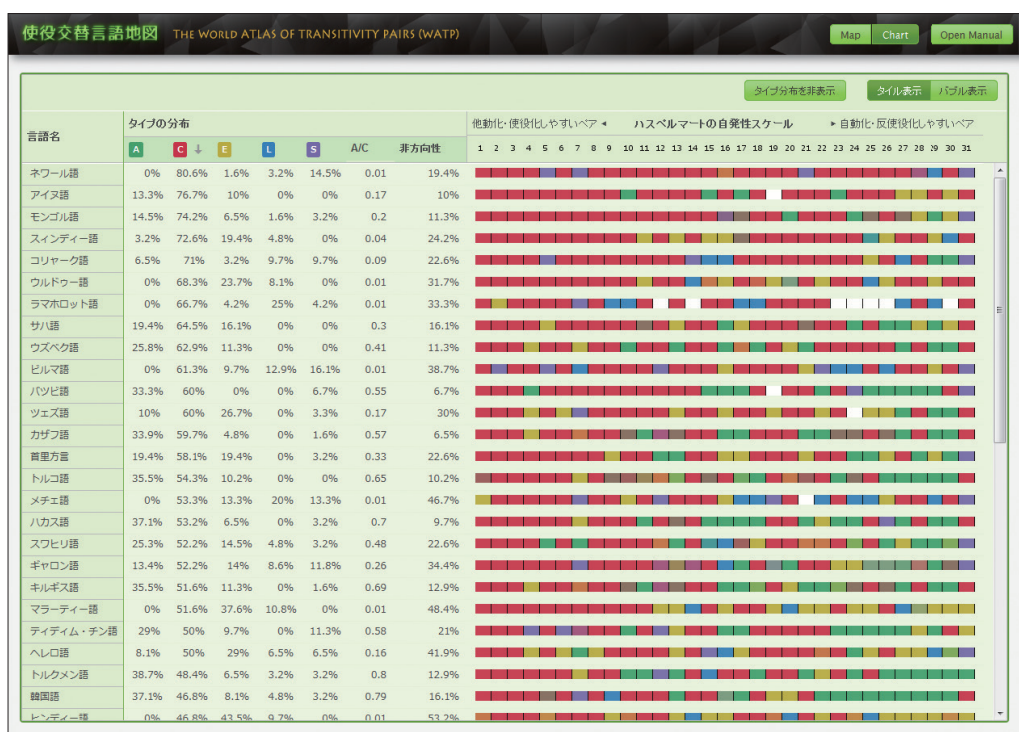 使役交替言語地図 THE WORLD ATLAS OF TRANSITIVITY PAIRS (WATP) Map Chart Open Manual
タイプ分布を非表示 タイル表示 バブル表示
言語名 タイプの分布 他動化・使役化しやすいペア ◂ ハスペルマートの自発性スケール ▸ 自動化・反使役化しやすいペア
A C ↓ E L S A/C 非方向性 1 2 3 4 5 6 7 8 9 10 11 12 13 14 15 16 17 18 19 20 21 22 23 24 25 26 27 28 29 30 31
ネワール語 0% 80.6% 1.6% 3.2% 14.5% 0.01 19.4%
アイヌ語 13.3% 76.7% 10% 0% 0% 0.17 10%
モンゴル語 14.5% 74.2% 6.5% 1.6% 3.2% 0.2 11.3%
スィンディー語 3.2% 72.6% 19.4% 4.8% 0% 0.04 24.2%
コリャーク語 6.5% 71% 3.2% 9.7% 9.7% 0.09 22.6%
ウルドゥー語 0% 68.3% 23.7% 8.1% 0% 0.01 31.7%
ラマホロット語 0% 66.7% 4.2% 25% 4.2% 0.01 33.3%
サハ語 19.4% 64.5% 16.1% 0% 0% 0.3 16.1%
ウズベク語 25.8% 62.9% 11.3% 0% 0% 0.41 11.3%
ビルマ語 0% 61.3% 9.7% 12.9% 16.1% 0.01 38.7%
バツビ語 33.3% 60% 0% 0% 6.7% 0.55 6.7%
ツェズ語 10% 60% 26.7% 0% 3.3% 0.17 30%
カザフ語 33.9% 59.7% 4.8% 0% 1.6% 0.57 6.5%
首里方言 19.4% 58.1% 19.4% 0% 3.2% 0.33 22.6%
トルコ語 35.5% 54.3% 10.2% 0% 0% 0.65 10.2%
メチエ語 0% 53.3% 13.3% 20% 13.3% 0.01 46.7%
ハカス語 37.1% 53.2% 6.5% 0% 3.2% 0.7 9.7%
スワヒリ語 25.3% 52.2% 14.5% 4.8% 3.2% 0.48 22.6%
ギャロン語 13.4% 52.2% 14% 8.6% 11.8% 0.26 34.4%
キルギス語 35.5% 51.6% 11.3% 0% 1.6% 0.69 12.9%
マラーティー語 0% 51.6% 37.6% 10.8% 0% 0.01 48.4%
ティディム・チン語 29% 50% 9.7% 0% 11.3% 0.58 21%
ヘレロ語 8.1% 50% 29% 6.5% 6.5% 0.16 41.9%
トルクメン語 38.7% 48.4% 6.5% 3.2% 3.2% 0.8 12.9%
韓国語 37.1% 46.8% 8.1% 4.8% 3.2% 0.79 16.1%
ヒンディー語 0% 46.8% 43.5% 9.7% 0% 0.01 53.2%